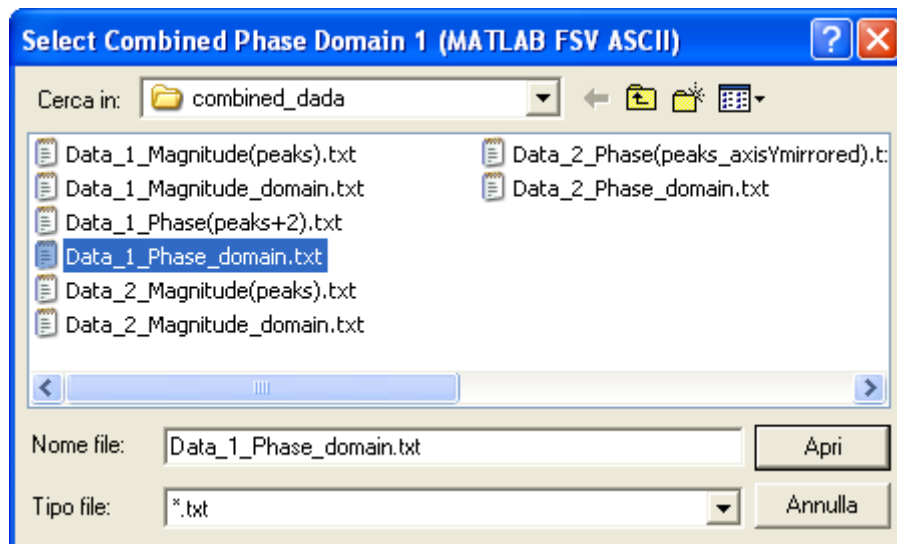 Select Combined Phase Domain 1 (MATLAB FSV ASCII)
Cerca in: combined_dada
Data_1_Magnitude(peaks).txt
Data_1_Magnitude_domain.txt
Data_1_Phase(peaks+2).txt
Data_1_Phase_domain.txt
Data_2_Magnitude(peaks).txt
Data_2_Magnitude_domain.txt
Data_2_Phase(peaks_axisYmirrored).t
Data_2_Phase_domain.txt
Nome file: Data_1_Phase_domain.txt Apri
Tipo file: *.txt Annulla